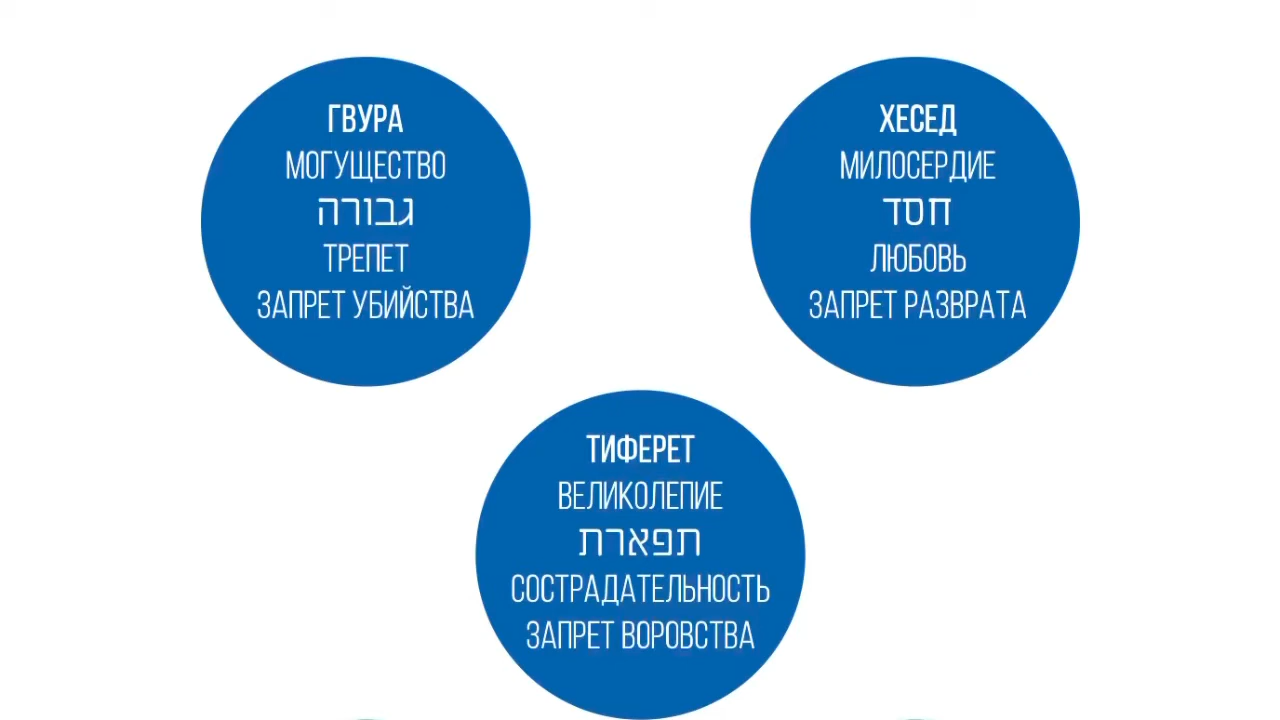 ГВУРА
МОГУЩЕСТВО
גבורה
ТРЕПЕТ
ЗАПРЕТ УБИЙСТВА
ХЕСЕД
МИЛОСЕРДИЕ
חסד
ЛЮБОВЬ
ЗАПРЕТ РАЗВРАТА
ТИФЕРЕТ
ВЕЛИКОЛЕПИЕ
תפארת
СОСТРАДАТЕЛЬНОСТЬ
ЗАПРЕТ ВОРОВСТВА